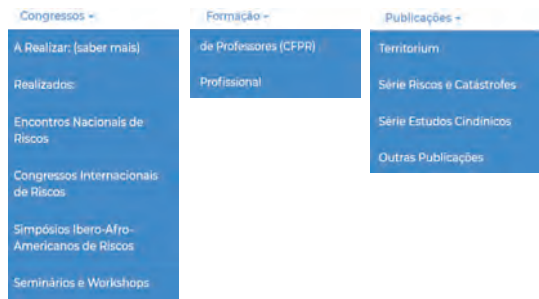 Congressos
A Realizar: (saber mais)
Realizados:
Encontros Nacionais de
Riscos
Congressos Internacionais
de Riscos
Simpósios Ibero-Afro-
Americanos de Riscos
Seminários e Workshops
Formação
de Professores (CFPR)
Profissional
Publicações
Territorium
Série Riscos e Catástrofes
Série Estudos Cindínicos
Outras Publicações